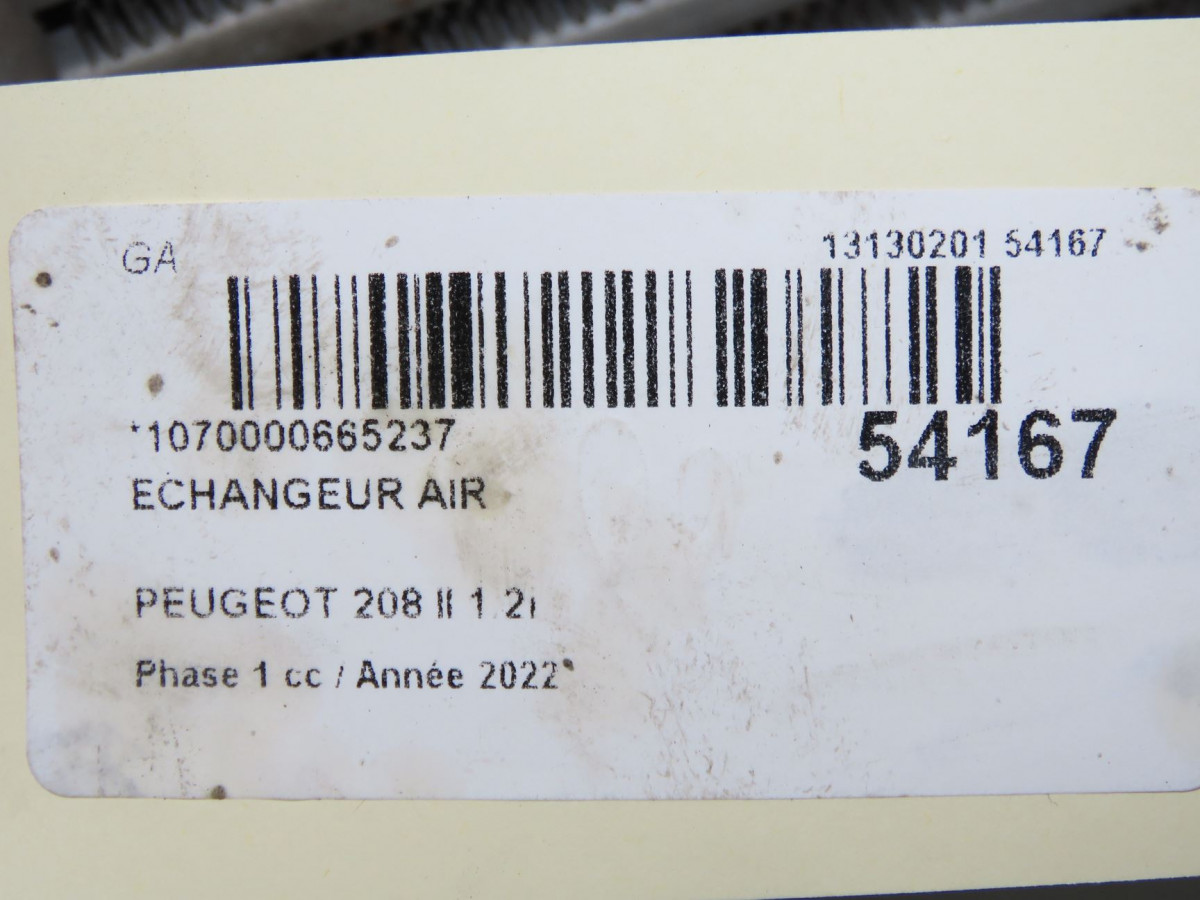 GA
13130201 54167
*1070000665237
54167
ECHANGEUR AIR
PEUGEOT 208 II 1.2i
Phase 1 cc / Année 2022*